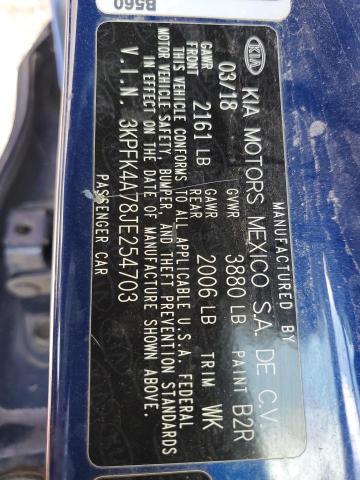 B560
KIA
MANUFACTURED BY
KIA MOTORS MEXICO S.A. DE C.V.
03/18 GVWR 3880 LB PAINT B2R
GAWR FRONT 2161 LB GAWR REAR 2006 LB TRIM WK
THIS VEHICLE CONFORMS TO ALL APPLICABLE U.S.A. FEDERAL
MOTOR VEHICLE SAFETY, BUMPER, AND THEFT PREVENTION STANDARDS
IN EFFECT ON THE DATE OF MANUFACTURE SHOWN ABOVE.
V.I.N. 3KPFK4A78JE254703
PASSENGER CAR